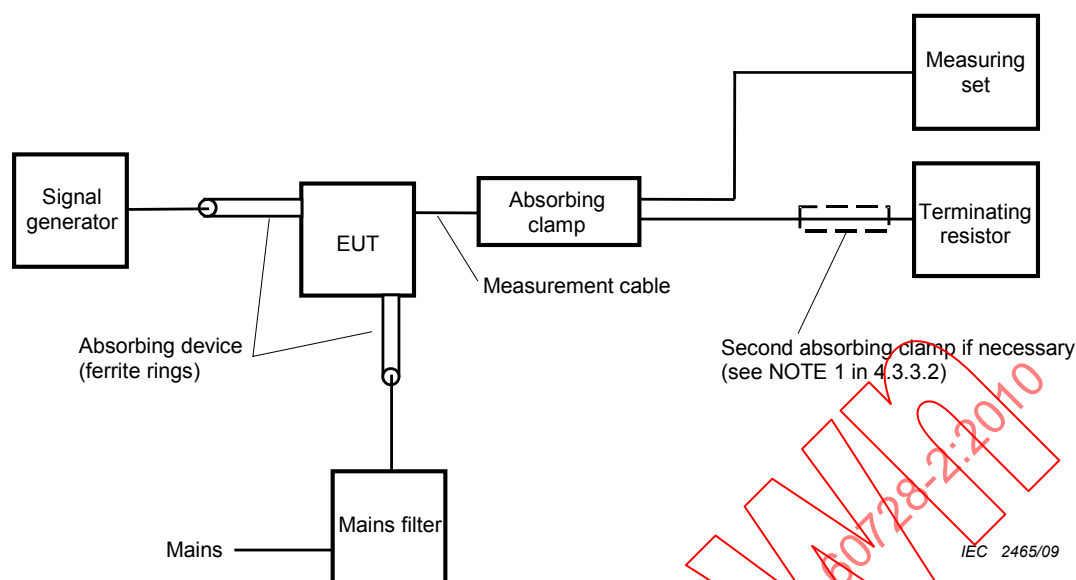 Measuring
set
Signal
generator
EUT
Absorbing
clamp
Terminating
resistor
Measurement cable
Absorbing device
(ferrite rings)
Second absorbing clamp if necessary
(see NOTE 1 in 4.3.3.2)
Mains filter
Mains
60728-2:2010
IEC 2465/09